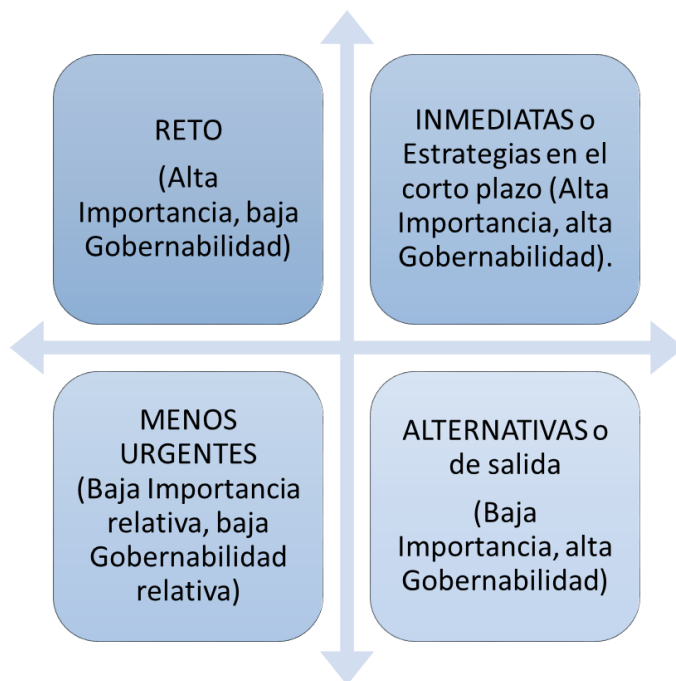 RETO
(Alta
Importancia, baja
Gobernabilidad)
INMEDIATAS o
Estrategias en el
corto plazo (Alta
Importancia, alta
Gobernabilidad).
MENOS
URGENTES
(Baja Importancia
relativa, baja
Gobernabilidad
relativa)
ALTERNATIVAS o
de salida
(Baja
Importancia, alta
Gobernabilidad)